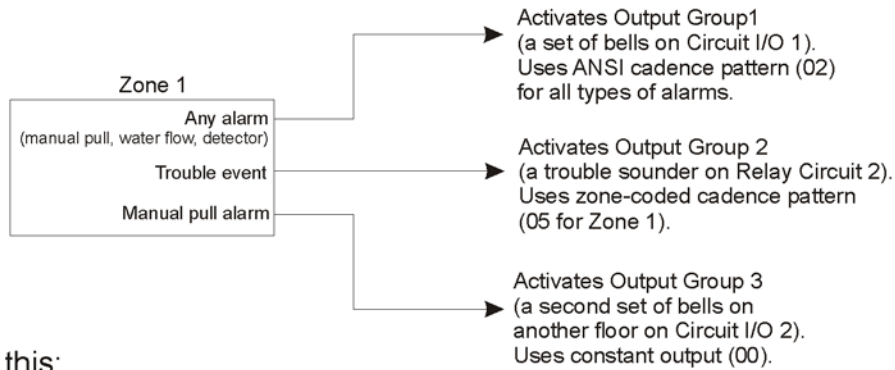 Zone 1
Any alarm
(manual pull, water flow, detector)
Trouble event
Manual pull alarm
Activates Output Group1
(a set of bells on Circuit I/O 1).
Uses ANSI cadence pattern (02)
for all types of alarms.
Activates Output Group 2
(a trouble sounder on Relay Circuit 2).
Uses zone-coded cadence pattern
(05 for Zone 1).
Activates Output Group 3
(a second set of bells on
another floor on Circuit I/O 2).
Uses constant output (00).
this: